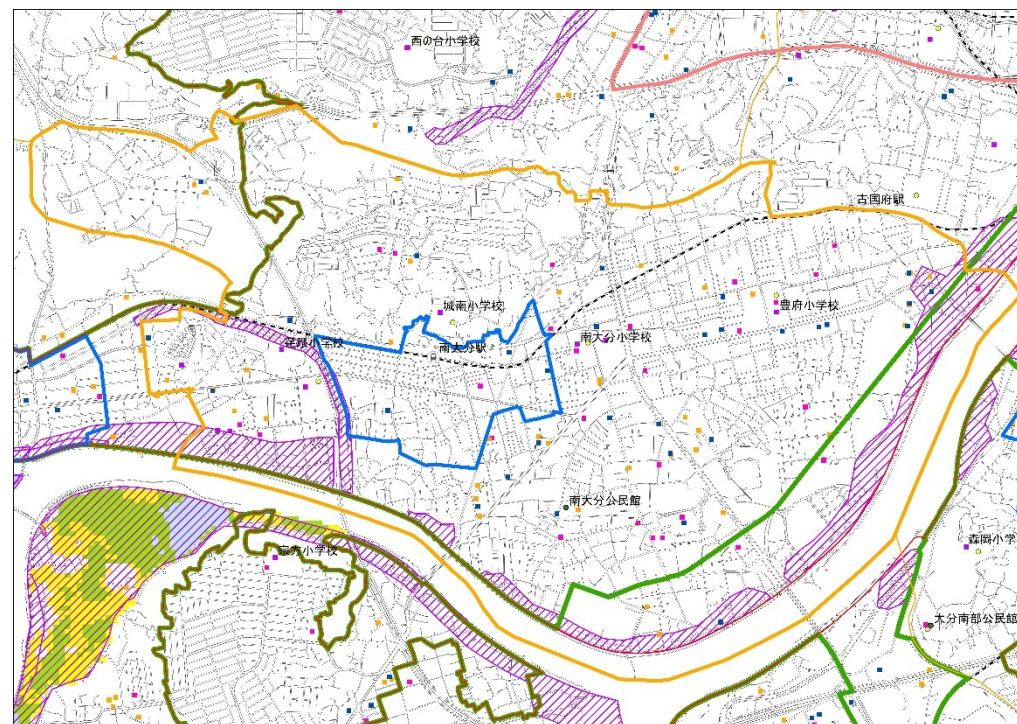 西の台小学校
古国府駅
城南小学校
豊府小学校
南大分小学校
南大分駅
南大分公民館
森岡小学
大分南部公民館